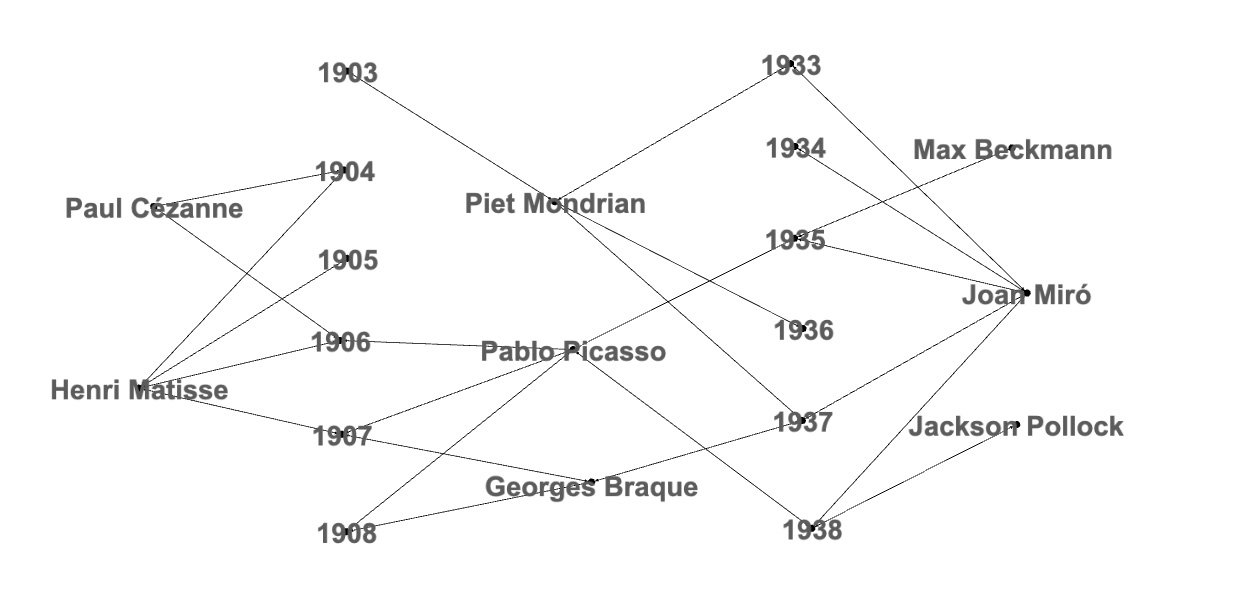 1903
1933
1904
1934
Max Beckmann
Paul Cézanne
Piet Mondrian
1905
1935
Joan Miró
1906
1936
Pablo Picasso
Henri Matisse
1907
1937
Jackson Pollock
Georges Braque
1908
1938